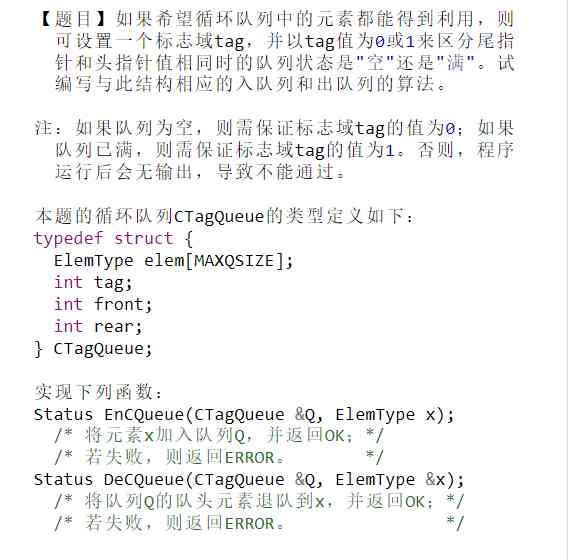 【题目】如果希望循环队列中的元素都能得到利用，则
可设置一个标志域tag，并以tag值为0或1来区分尾指
针和头指针值相同时的队列状态是"空"还是"满"。试
编写与此结构相应的入队列和出队列的算法。
注：如果队列为空，则需保证标志域tag的值为0；如果
队列已满，则需保证标志域tag的值为1。否则，程序
运行后会无输出，导致不能通过。
本题的循环队列CTagQueue的类型定义如下：
typedef struct {
ElemType elem[MAXQSIZE];
int tag;
int front;
int rear;
} CTagQueue;
实现下列函数：
Status EnCQueue(CTagQueue &Q, ElemType x);
/* 将元素x加入队列Q，并返回OK；*/
/* 若失败，则返回ERROR。 */
Status DeCQueue(CTagQueue &Q, ElemType &x);
/* 将队列Q的队头元素退队到x，并返回OK；*/
/* 若失败，则返回ERROR。 */